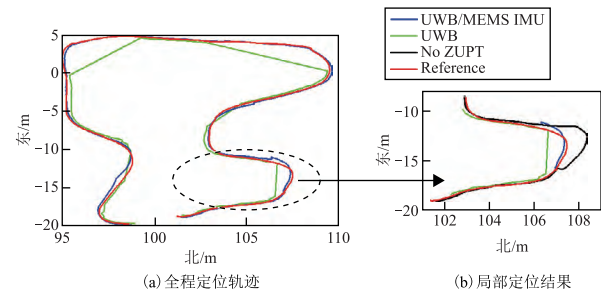 UWB/MEMS IMU
UWB
No ZUPT
Reference
5
0
−5
−10
−15
−20
东/m
95
100
105
110
北/m
(a) 全程定位轨迹
−10
−15
−20
东/m
102
104
106
108
北/m
(b) 局部定位结果